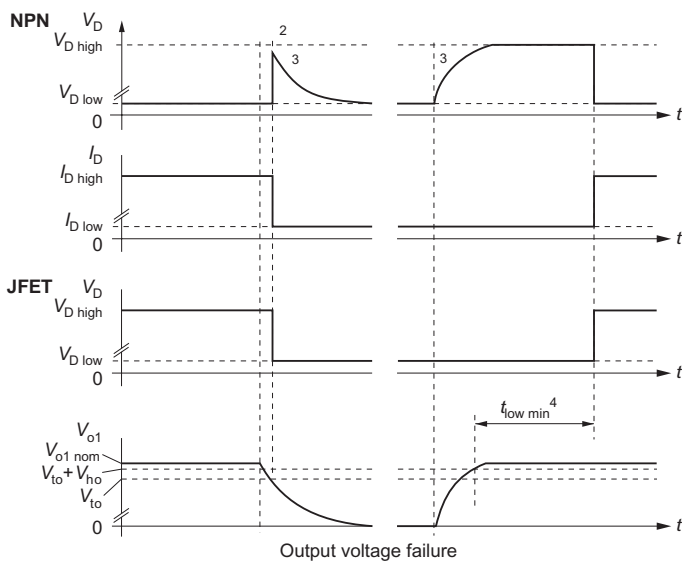 NPN V_D
V_D high
2
3
3
V_D low
0
t
I_D
I_D high
I_D low
0
t
JFET V_D
V_D high
V_D low
0
t
t_low min 4
V_o1
V_o1 nom
V_to + V_ho
V_to
0
t
Output voltage failure